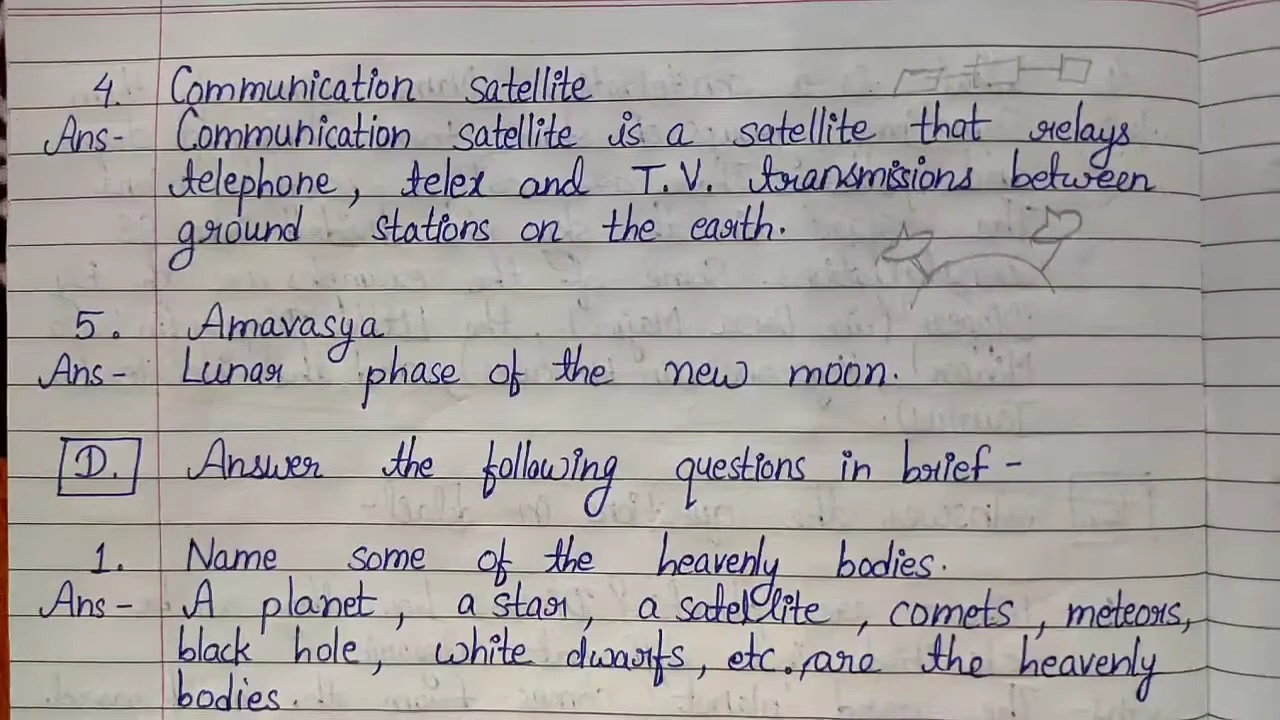 4. Communication satellite
Ans- Communication satellite is a satellite that relays
telephone, telex and T.V. transmissions between
ground stations on the earth.
5. Amavasya
Ans- Lunar phase of the new moon.
D. Answer the following questions in brief -
1. Name some of the heavenly bodies.
Ans- A planet, a star, a satellite, comets, meteors,
black hole, white dwarfs, etc. are the heavenly
bodies.